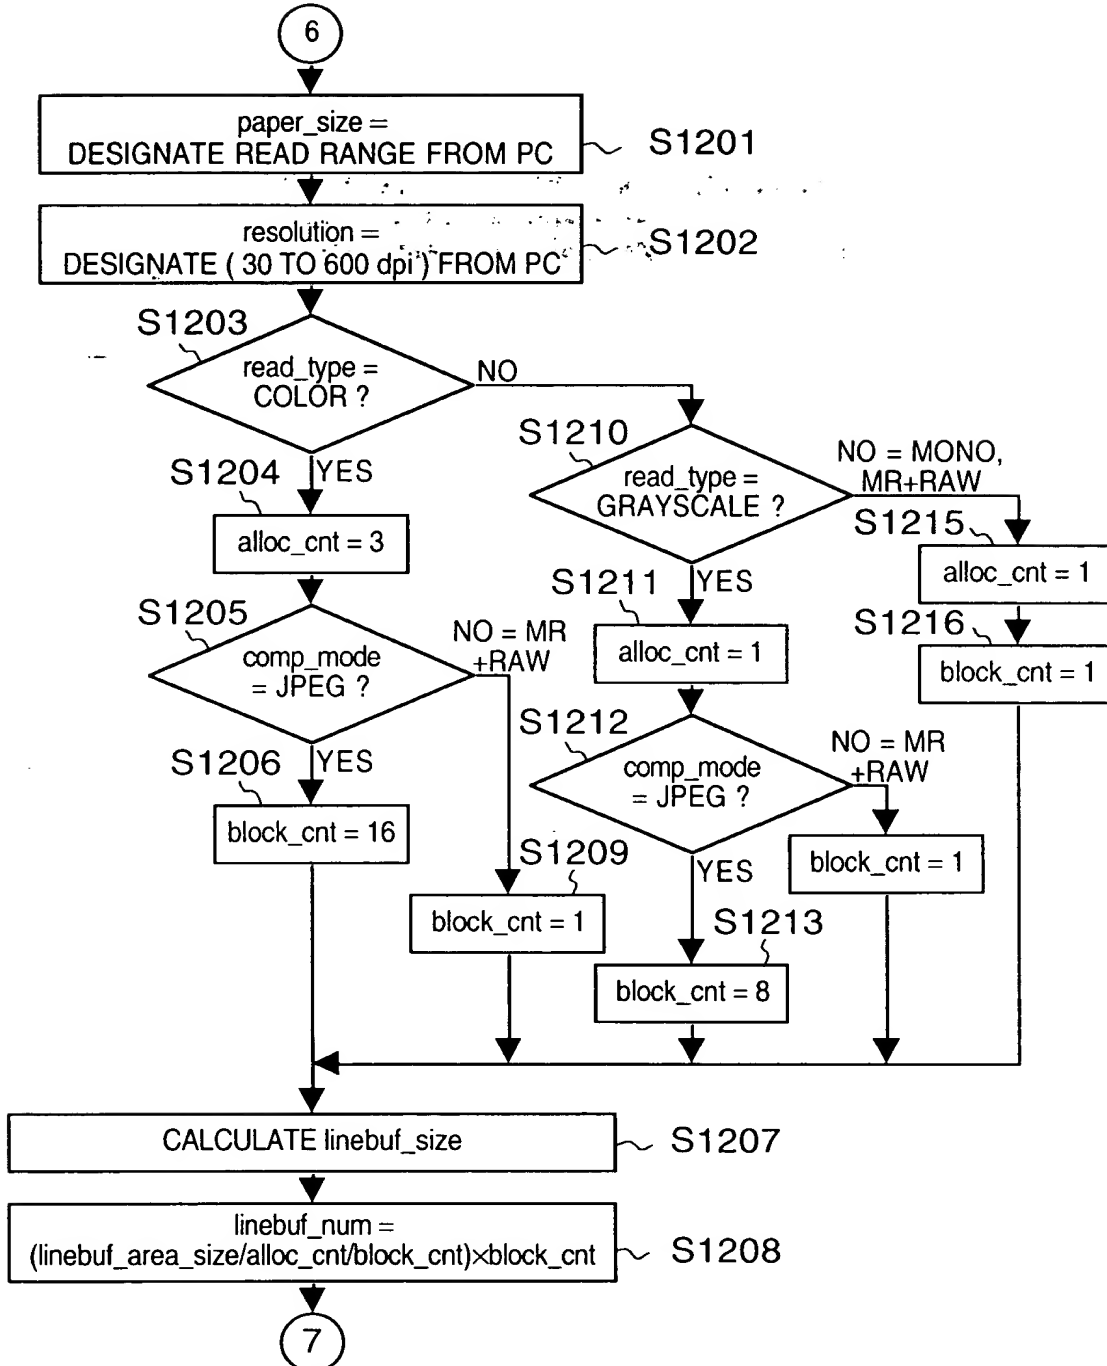 6
paper_size =
DESIGNATE READ RANGE FROM PC
S1201
resolution =
DESIGNATE ( 30 TO 600 dpi ) FROM PC
S1202
S1203
read_type =
COLOR ?
NO
YES
S1204
alloc_cnt = 3
S1205
comp_mode
= JPEG ?
NO = MR
+RAW
YES
S1206
block_cnt = 16
S1209
block_cnt = 1
S1210
read_type =
GRAYSCALE ?
NO = MONO,
MR+RAW
YES
S1211
alloc_cnt = 1
S1212
comp_mode
= JPEG ?
NO = MR
+RAW
YES
block_cnt = 1
S1213
block_cnt = 8
S1215
alloc_cnt = 1
S1216
block_cnt = 1
CALCULATE linebuf_size
S1207
linebuf_num =
(linebuf_area_size/alloc_cnt/block_cnt)×block_cnt
S1208
7